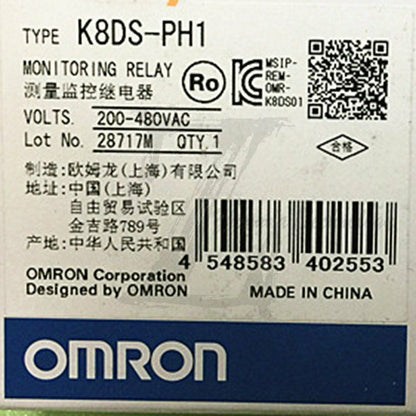 TYPE K8DS-PH1
MONITORING RELAY
测量监控继电器
Ro
MSIP-
REM-
OMR-
K8DS01
VOLTS. 200-480VAC
Lot No. 28717M QTY.1
合格
制造: 欧姆龙(上海)有限公司
地址: 中国(上海)
自由贸易试验区
金吉路789号
产地: 中华人民共和国
4 548583 402553
OMRON Corporation
Designed by OMRON
MADE IN CHINA
OMRON